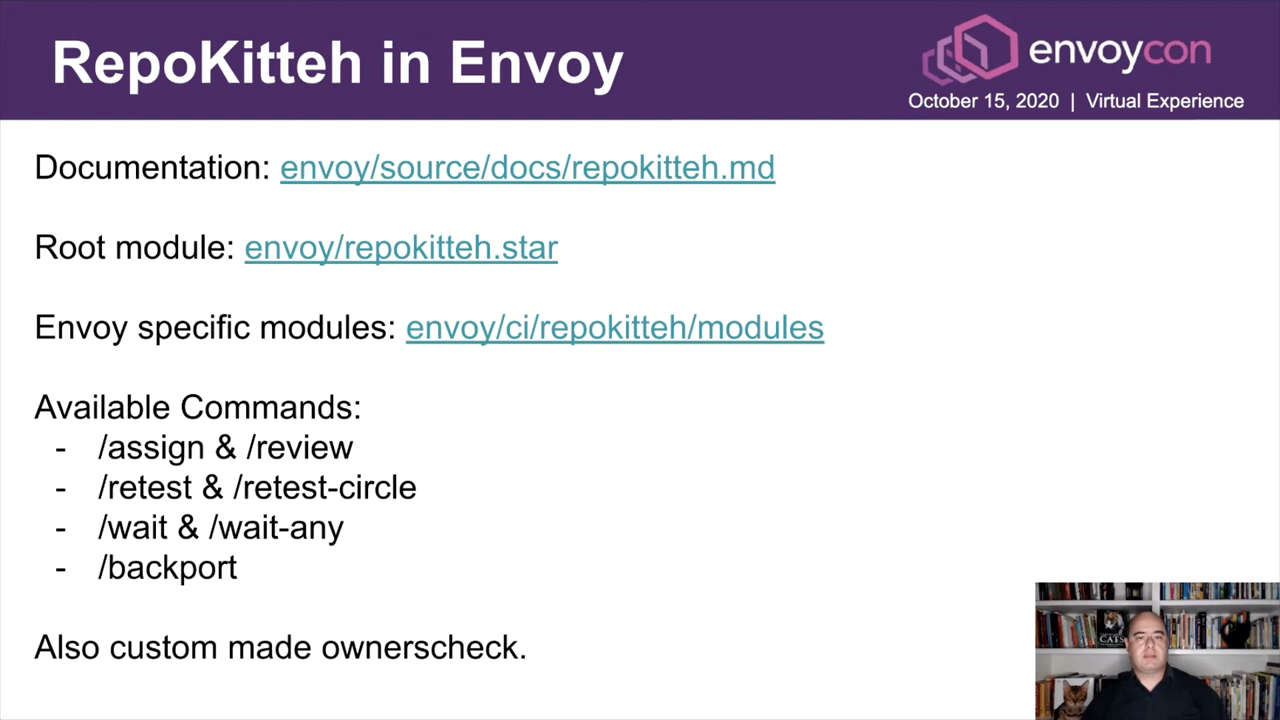 RepoKitteh in Envoy
envoycon
October 15, 2020 | Virtual Experience
Documentation: envoy/source/docs/repokitteh.md
Root module: envoy/repokitteh.star
Envoy specific modules: envoy/ci/repokitteh/modules
Available Commands:
- /assign & /review
- /retest & /retest-circle
- /wait & /wait-any
- /backport
Also custom made ownerscheck.
CATS